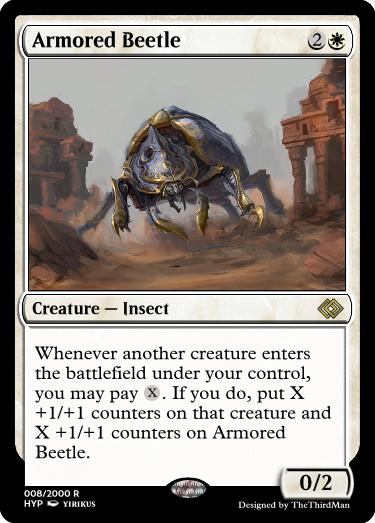 Armored Beetle 2
Creature — Insect
Whenever another creature enters
the battlefield under your control,
you may pay X. If you do, put X
+1/+1 counters on that creature and
X +1/+1 counters on Armored
Beetle.
0/2
008/2000 R
HYP YIRIKUS Designed by TheThirdMan